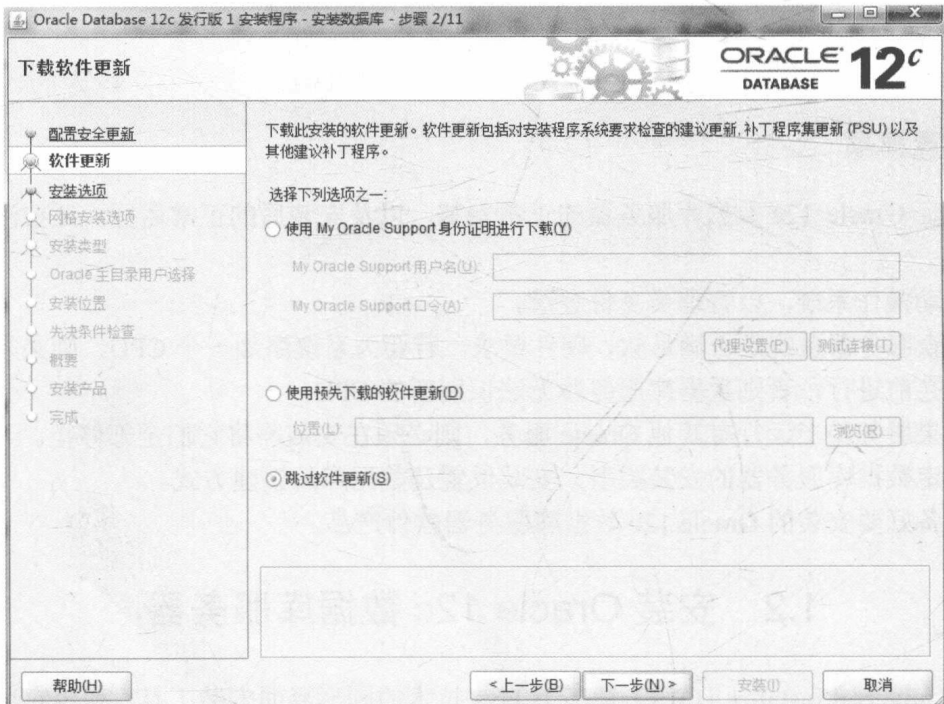 Oracle Database 12c 发行版 1 安装程序 - 安装数据库 - 步骤 2/11
下载软件更新
ORACLE
DATABASE
12c
配置安全更新
软件更新
安装选项
网格安装选项
安装类型
Oracle 主目录用户选择
安装位置
先决条件检查
概要
安装产品
完成
下载此安装的软件更新。软件更新包括对安装程序系统要求检查的建议更新, 补丁程序集更新 (PSU) 以及
其他建议补丁程序。
选择下列选项之一:
使用 My Oracle Support 身份证明进行下载(Y)
My Oracle Support 用户名(U):
My Oracle Support 口令(A):
代理设置(P)
测试连接(T)
使用预先下载的软件更新(D)
位置(L):
浏览(R)
跳过软件更新(S)
帮助(H)
<上一步(B)
下一步(N)>
安装(I)
取消